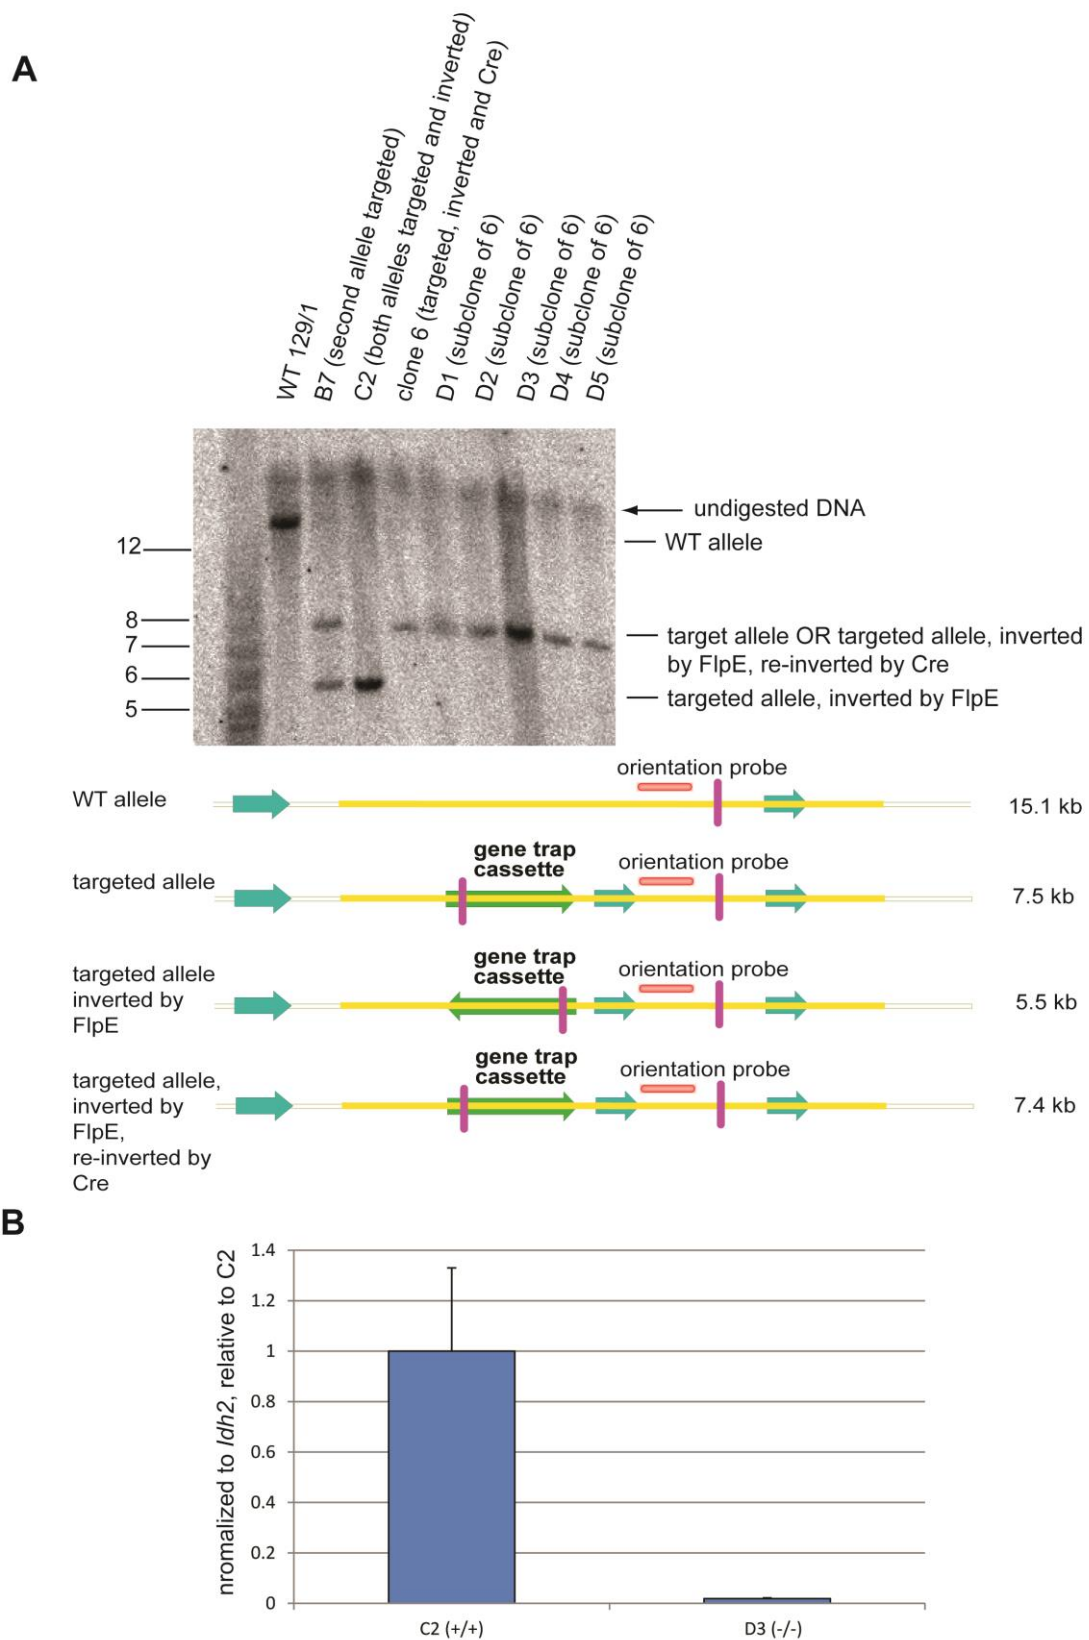 A
WT 129/1
B7 (second allele targeted)
C2 (both alleles targeted and inverted)
clone 6 (targeted, inverted and Cre)
D1 (subclone of 6)
D2 (subclone of 6)
D3 (subclone of 6)
D4 (subclone of 6)
D5 (subclone of 6)
12
8
7
6
5
undigested DNA
WT allele
target allele OR targeted allele, inverted
by FlpE, re-inverted by Cre
targeted allele, inverted by FlpE
WT allele
orientation probe
15.1 kb
targeted allele
gene trap
cassette
orientation probe
7.5 kb
targeted allele
inverted by
FlpE
gene trap
cassette
orientation probe
5.5 kb
targeted allele,
inverted by
FlpE,
re-inverted by
Cre
gene trap
cassette
orientation probe
7.4 kb
B
nromalized to Idh2, relative to C2
1.4
1.2
1
0.8
0.6
0.4
0.2
0
C2 (+/+)
D3 (-/-)